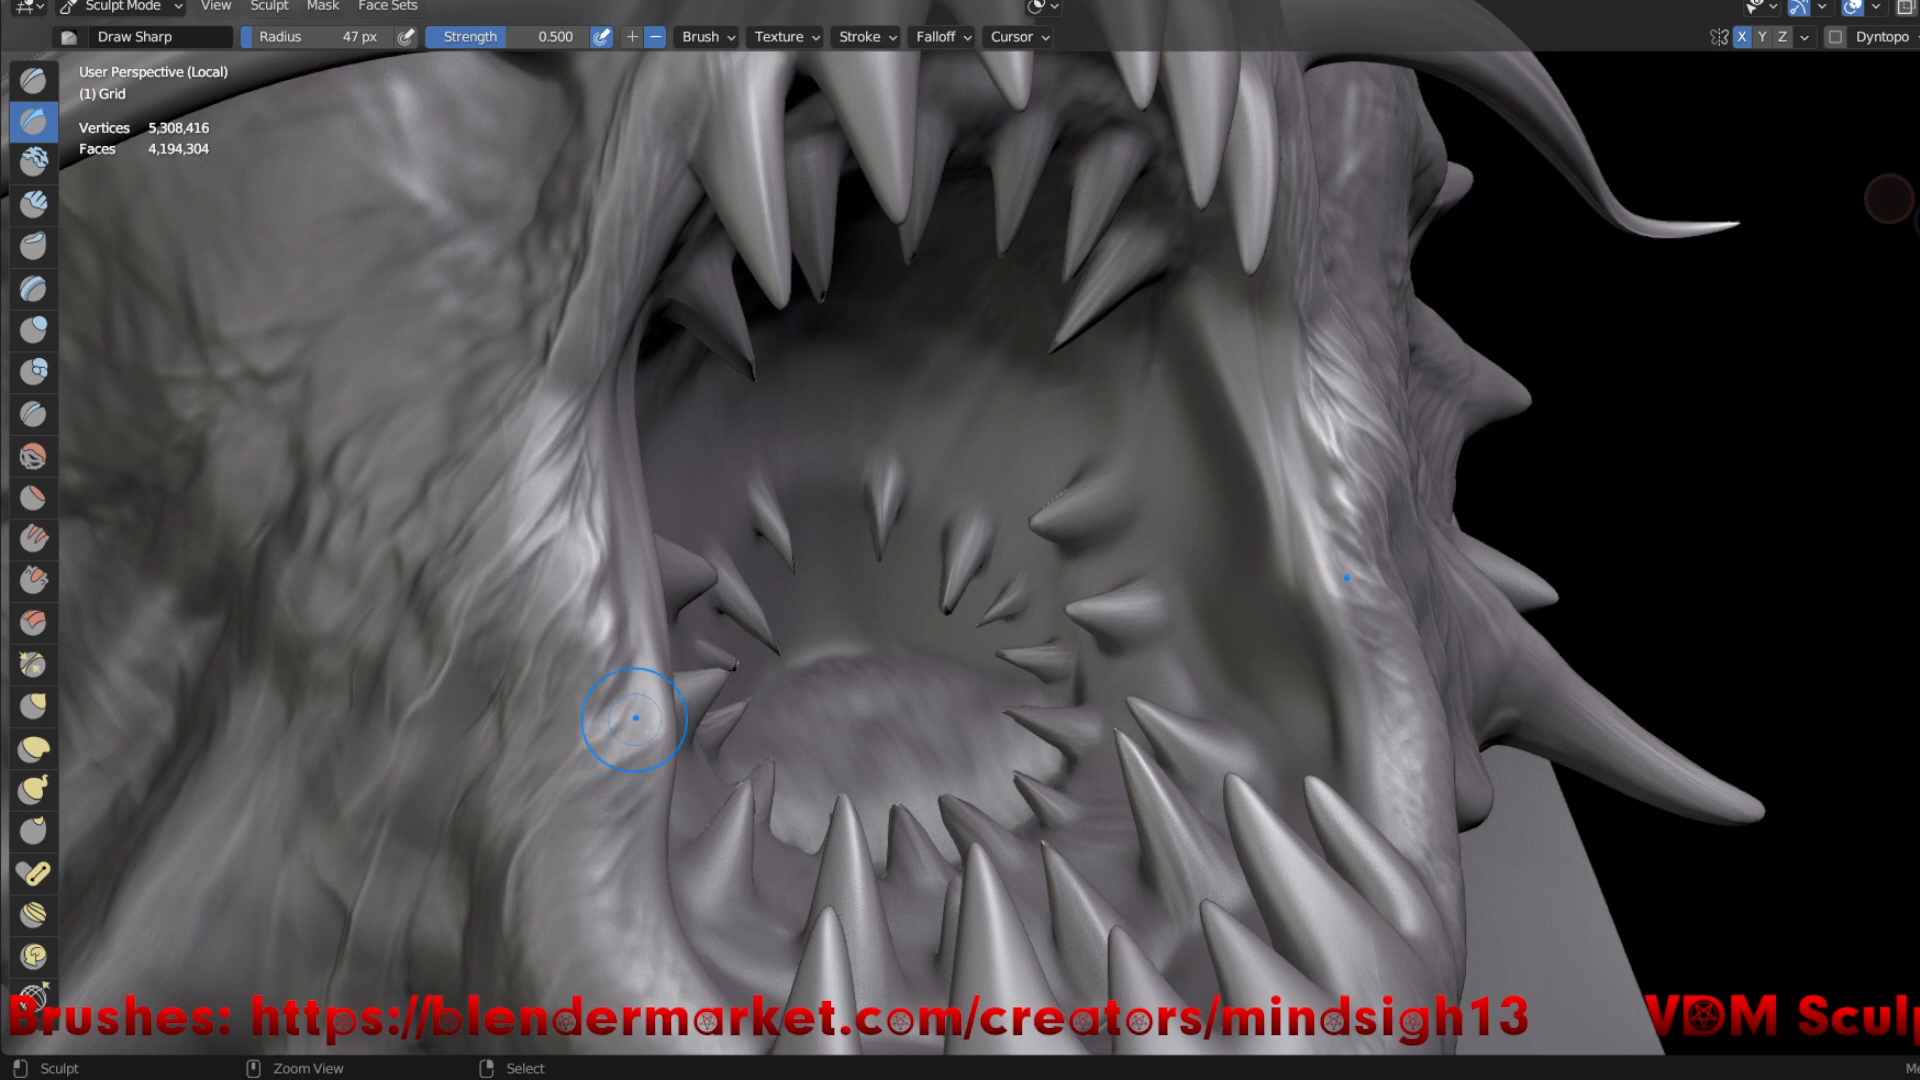 Sculpt Mode View Sculpt Mask Face Sets
Draw Sharp Radius 47 px Strength 0.500 Brush Texture Stroke Falloff Cursor X Y Z Dyntopo
User Perspective (Local)
(1) Grid
Vertices 5,308,416
Faces 4,194,304
Brushes: https://blendermarket.com/creators/mindsigh13 VDM Sculp
Sculpt Zoom View Select Me